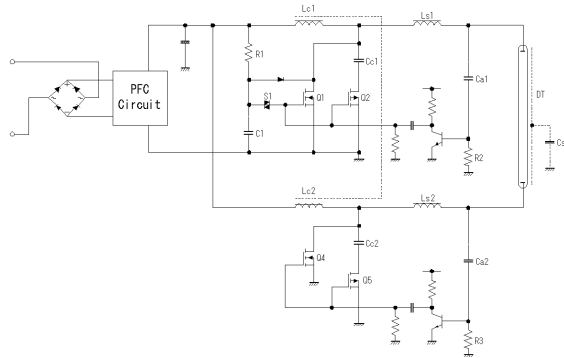 Lc1
Ls1
R1
Cc1
Ca1
DT
PFC
Circuit
S1
Q1
Q2
Cs
C1
R2
Lc2
Ls2
Cc2
Q4
Ca2
Q5
R3